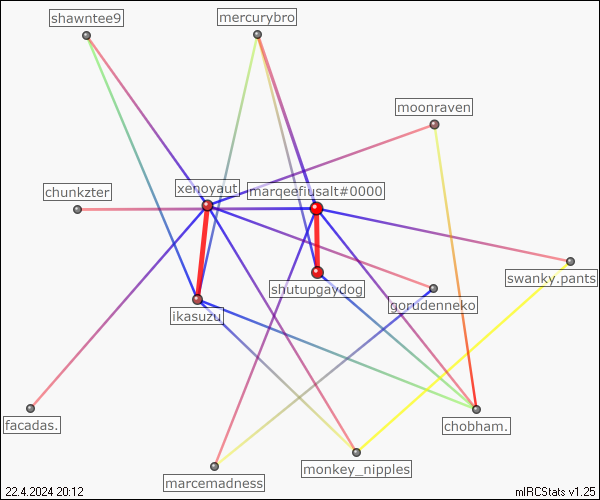 shawntee9
mercurybro
moonraven
chunkzter
xenoyaut
marqeefiusalt#0000
shutupgaydog
swanky.pants
gorudenneko
ikasuzu
facadas.
chobham.
monkey_nipples
marcemadness
22.4.2024 20:12
mIRCStats v1.25